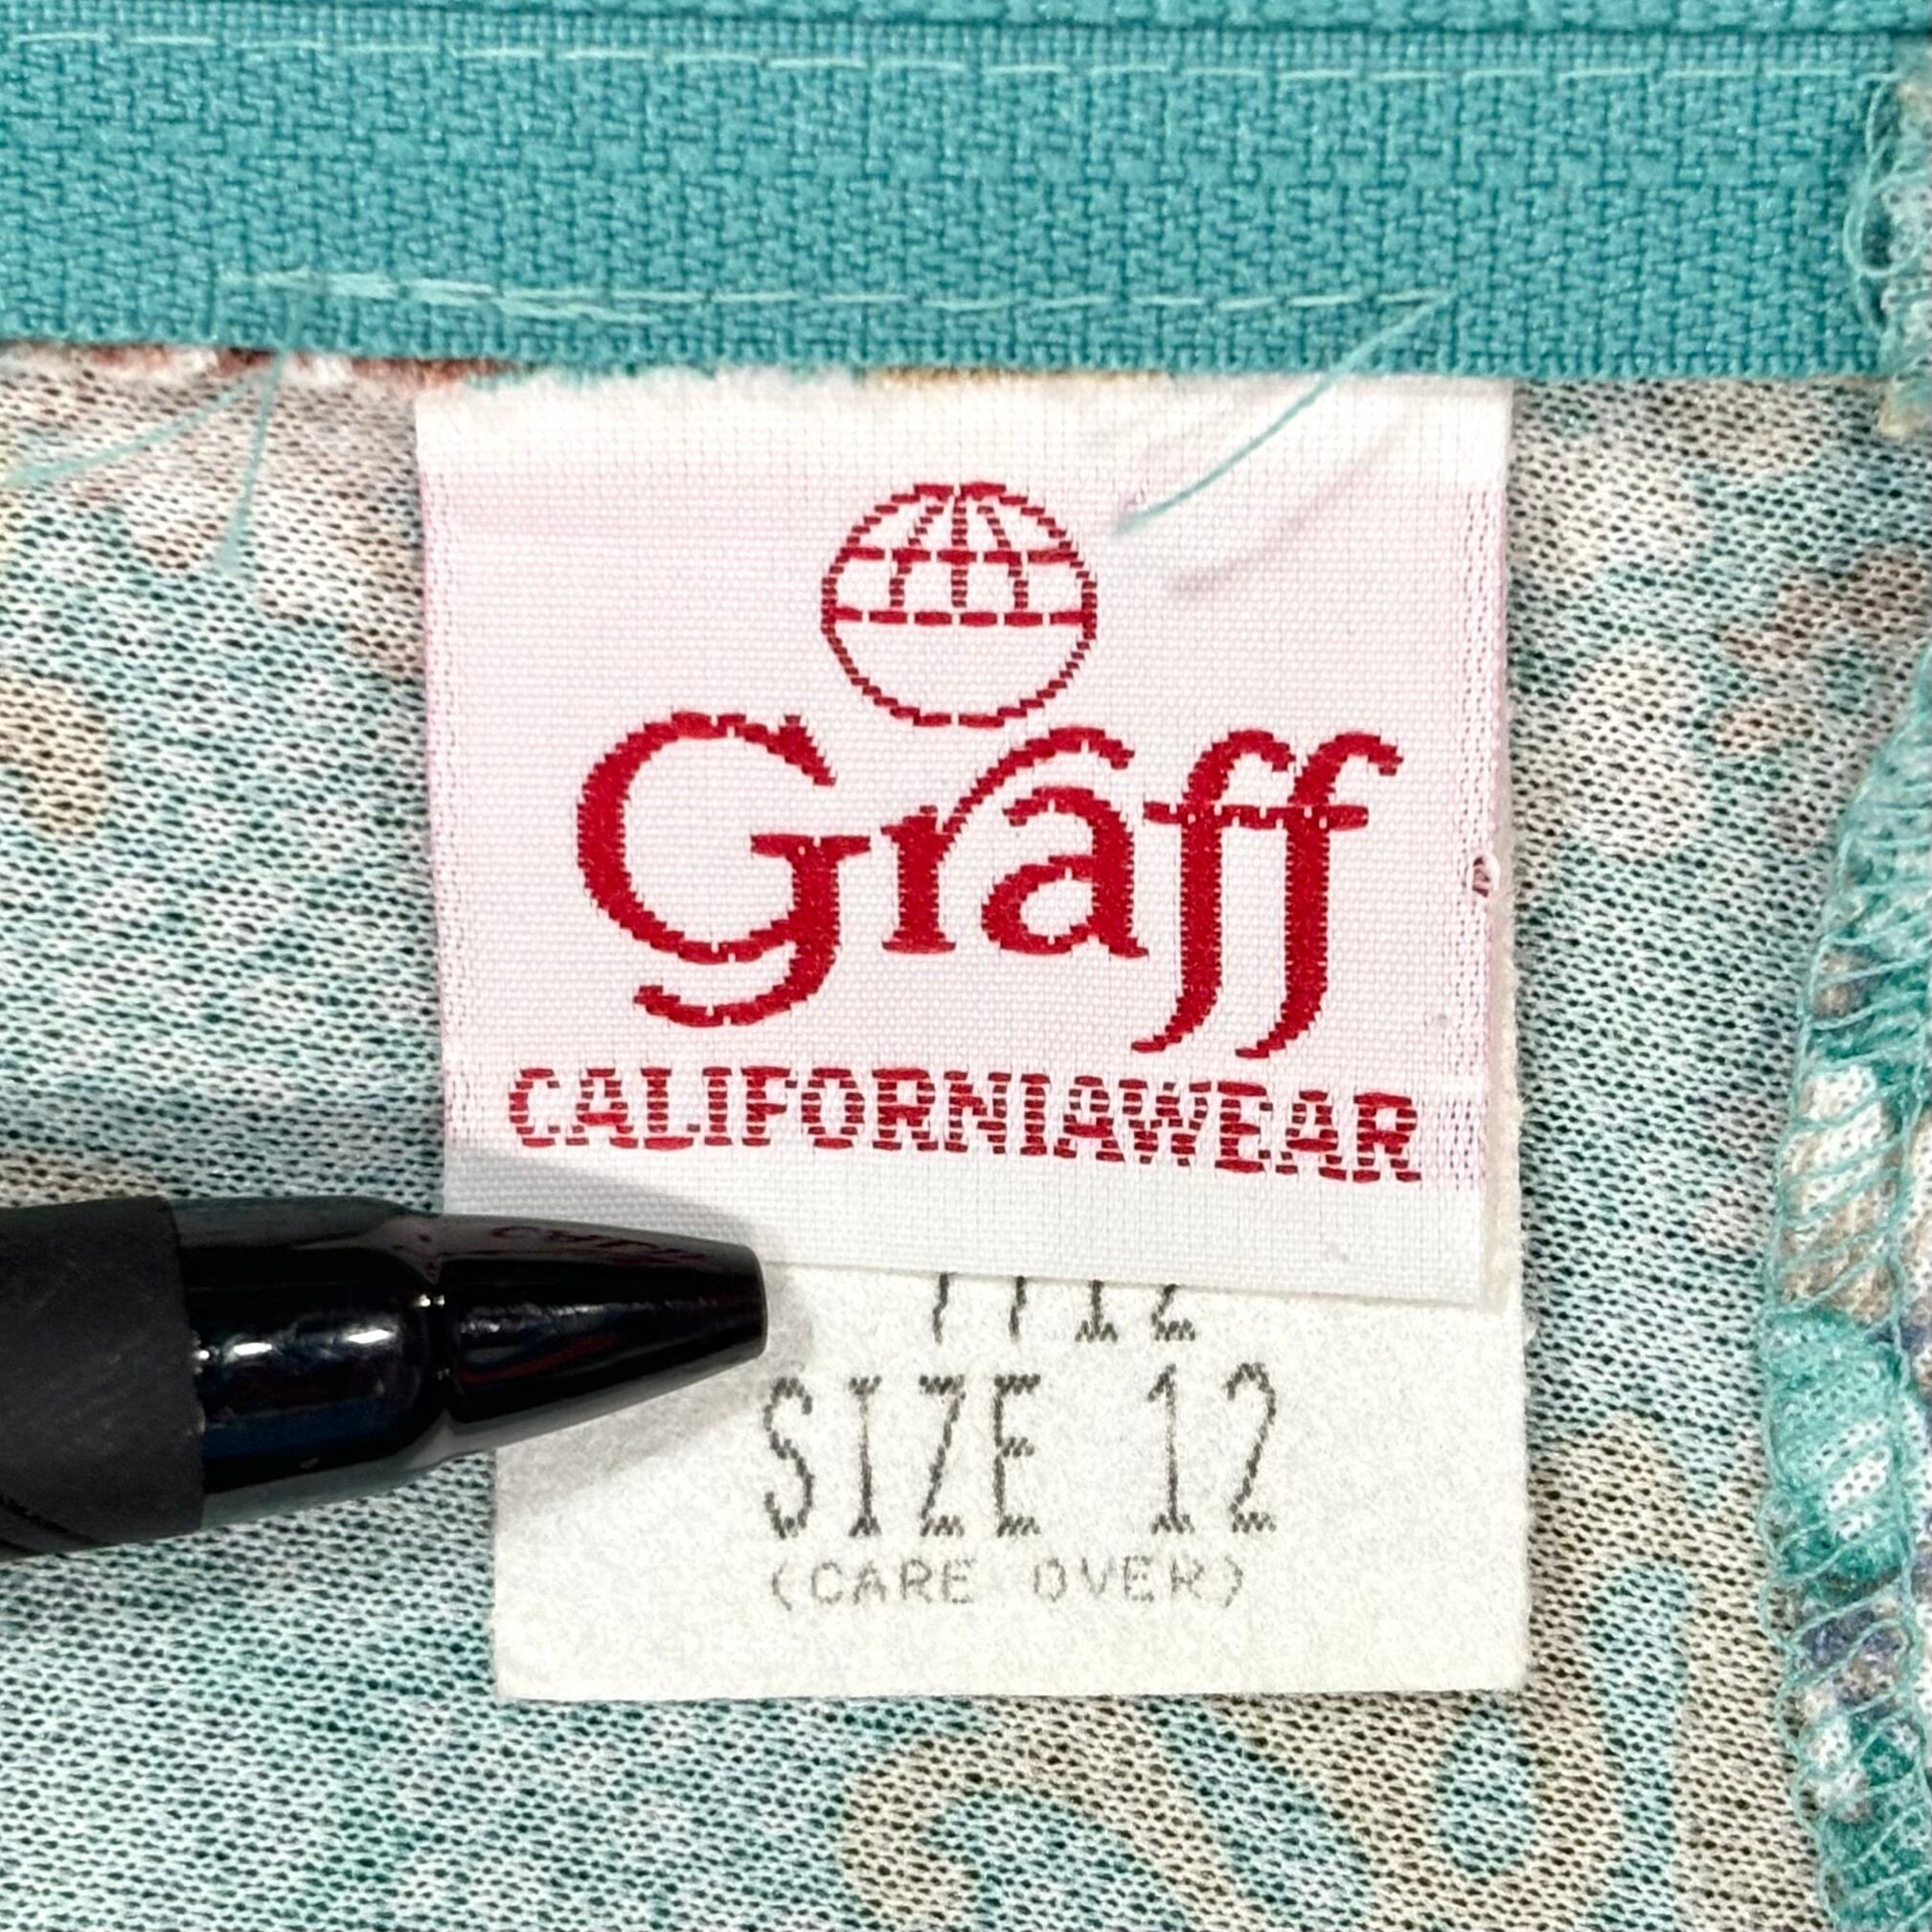 Graff
CALIFORNIAWEAR
SIZE 12
(CARE OVER)